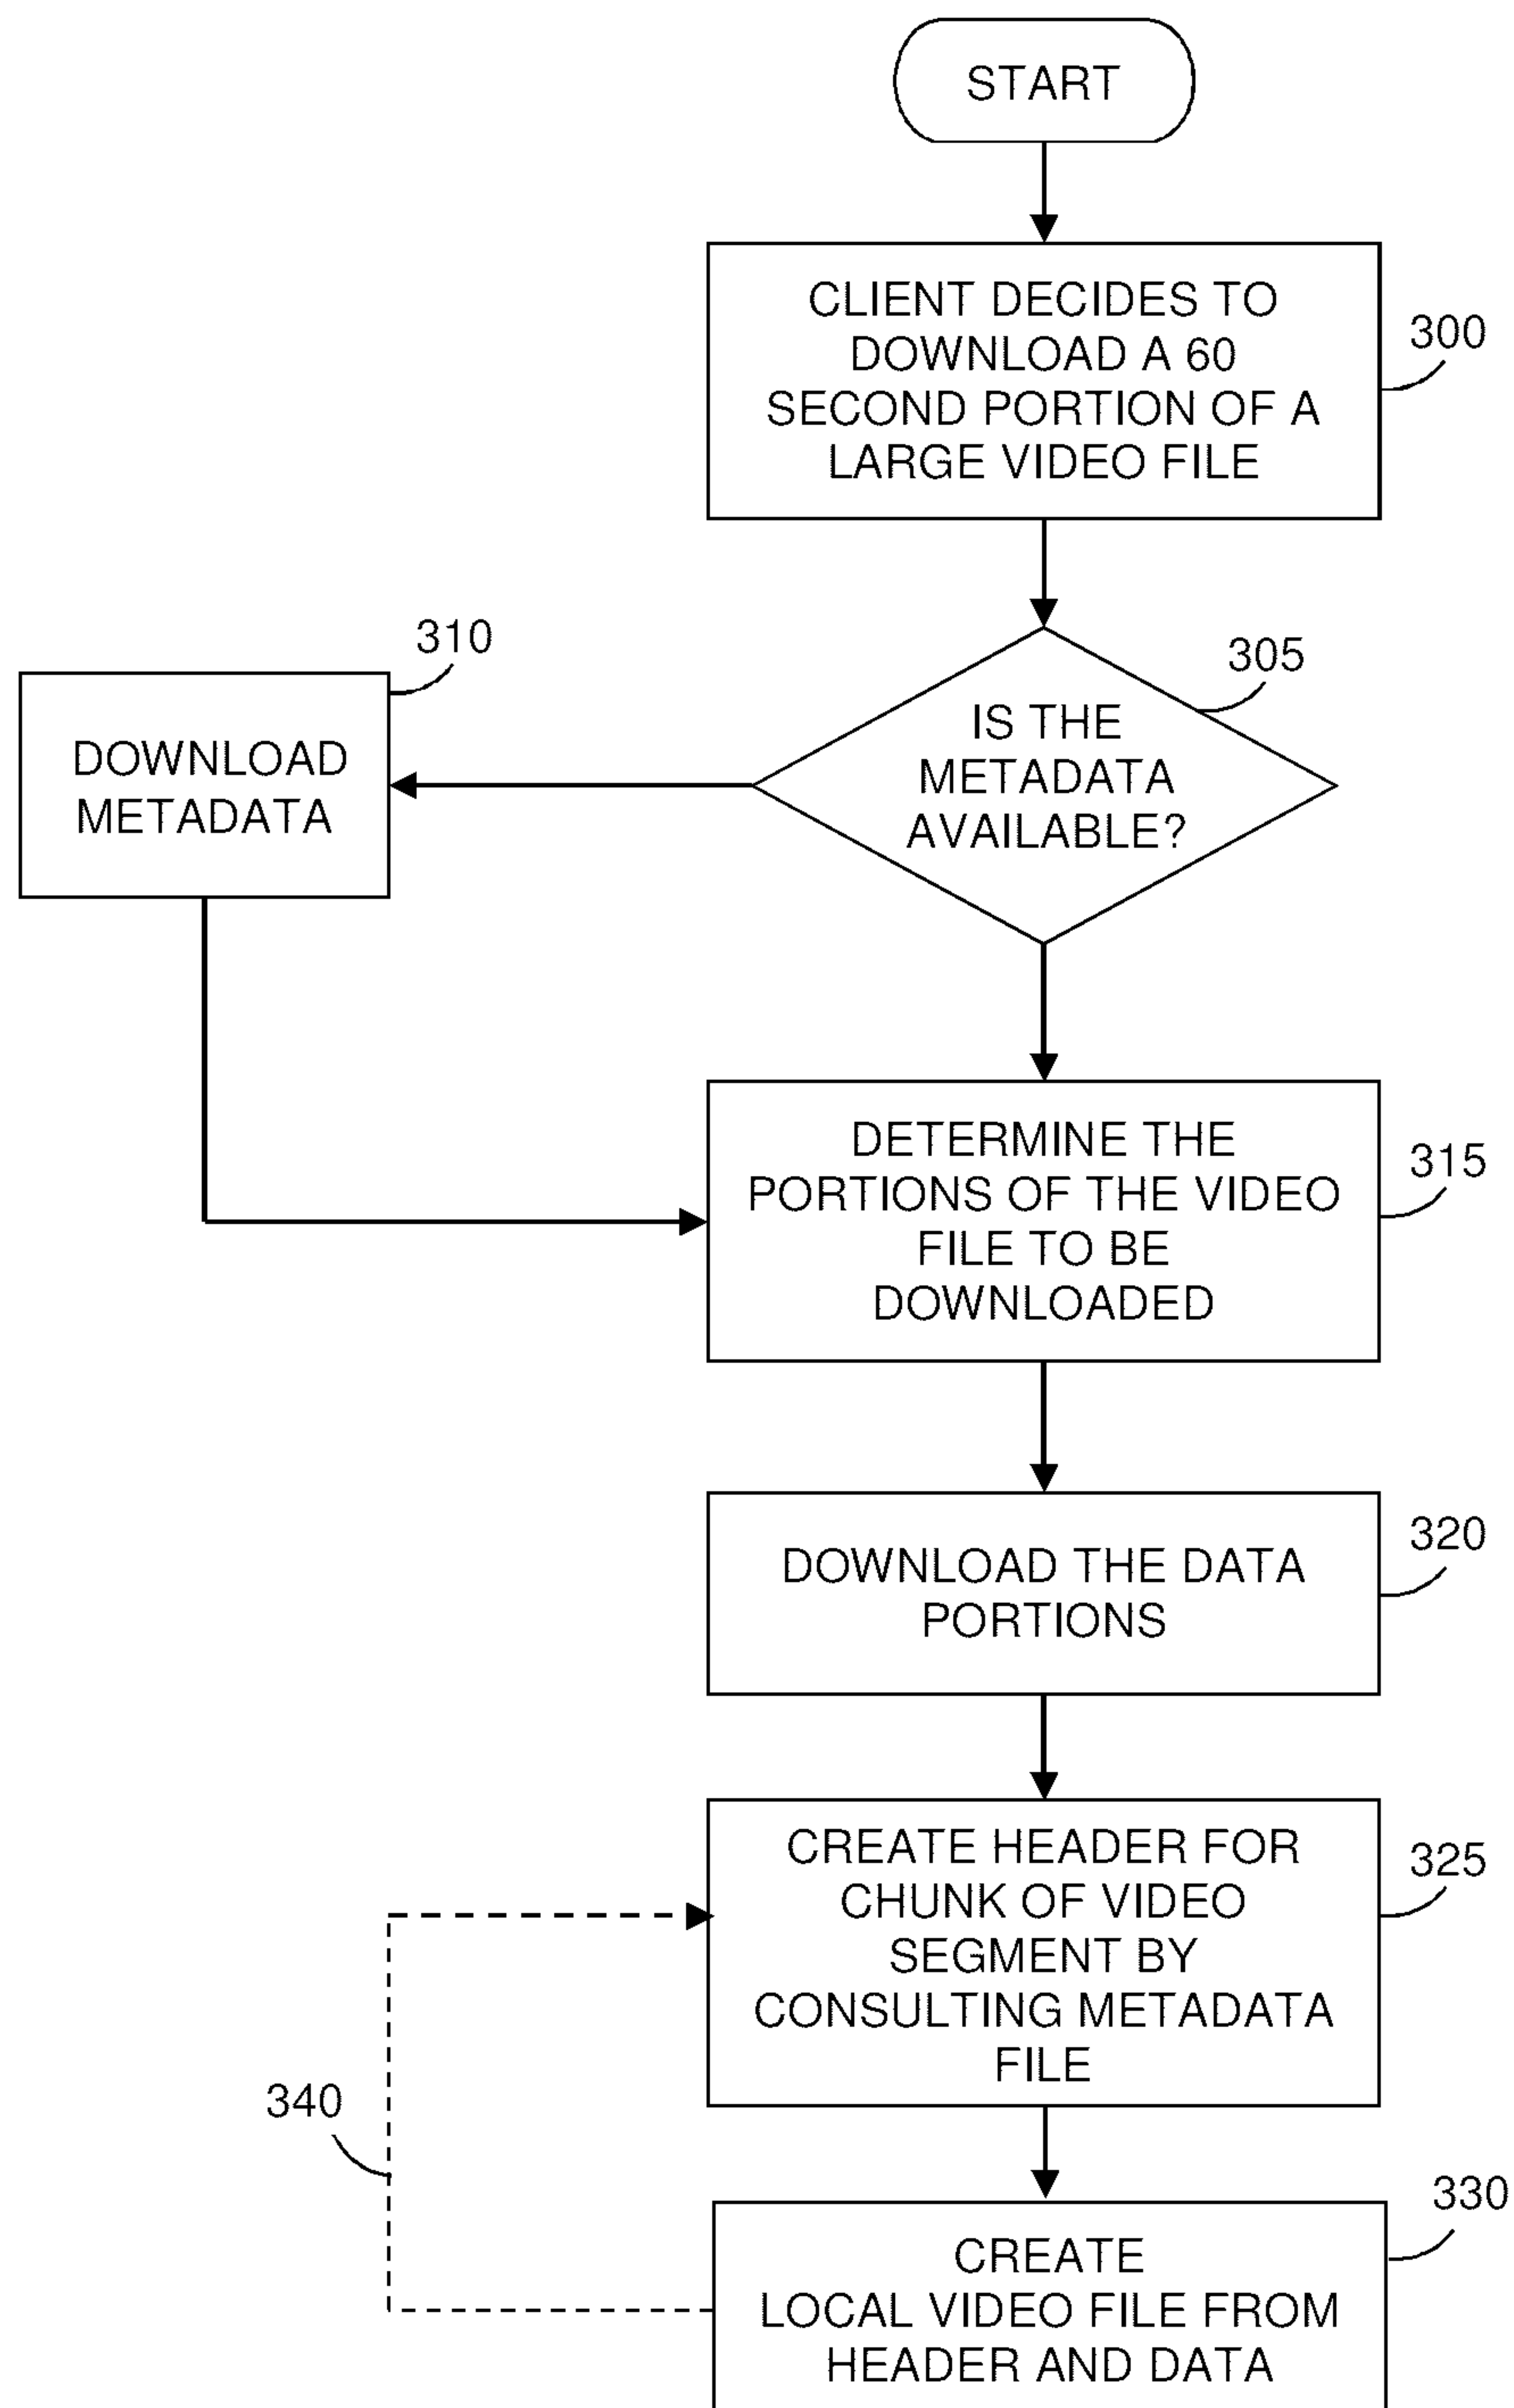 START
CLIENT DECIDES TO
DOWNLOAD A 60
SECOND PORTION OF A
LARGE VIDEO FILE
300
310
305
IS THE
METADATA
AVAILABLE?
DOWNLOAD
METADATA
DETERMINE THE
PORTIONS OF THE VIDEO
FILE TO BE
DOWNLOADED
315
DOWNLOAD THE DATA
PORTIONS
320
CREATE HEADER FOR
CHUNK OF VIDEO
SEGMENT BY
CONSULTING METADATA
FILE
325
340
330
CREATE
LOCAL VIDEO FILE FROM
HEADER AND DATA